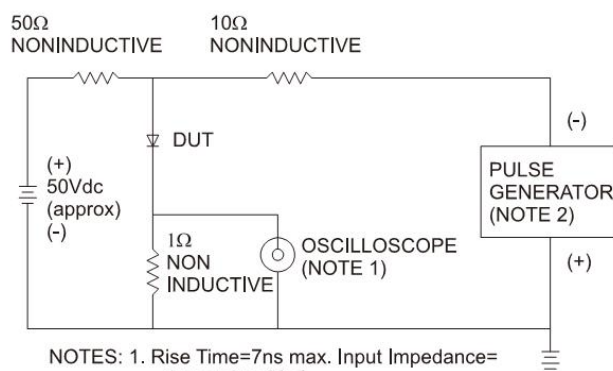 50Ω
NONINDUCTIVE
10Ω
NONINDUCTIVE
(+)
50Vdc
(approx)
(-)
DUT
1Ω
NON
INDUCTIVE
OSCILLOSCOPE
(NOTE 1)
(-)
PULSE
GENERATOR
(NOTE 2)
(+)
NOTES: 1. Rise Time=7ns max. Input Impedance=